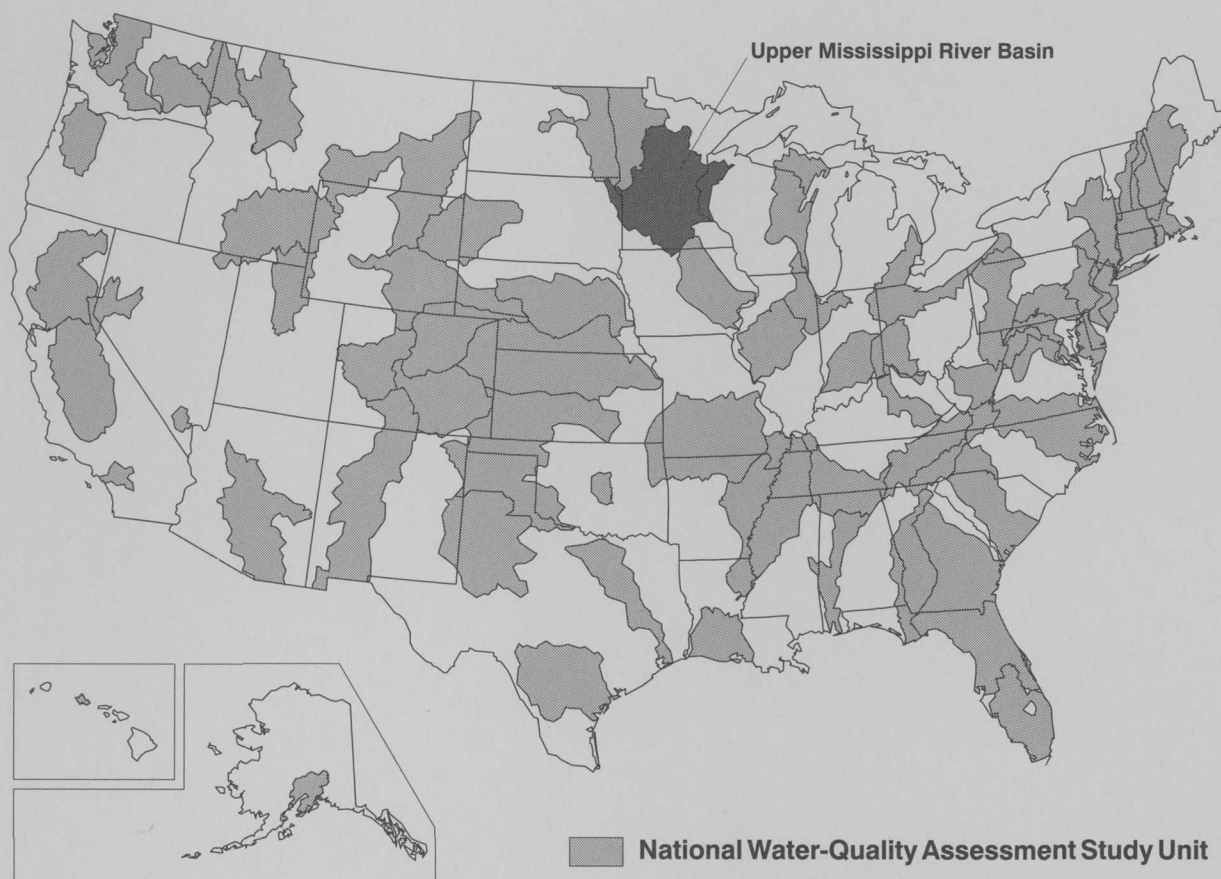 Upper Mississippi River Basin
National Water-Quality Assessment Study Unit